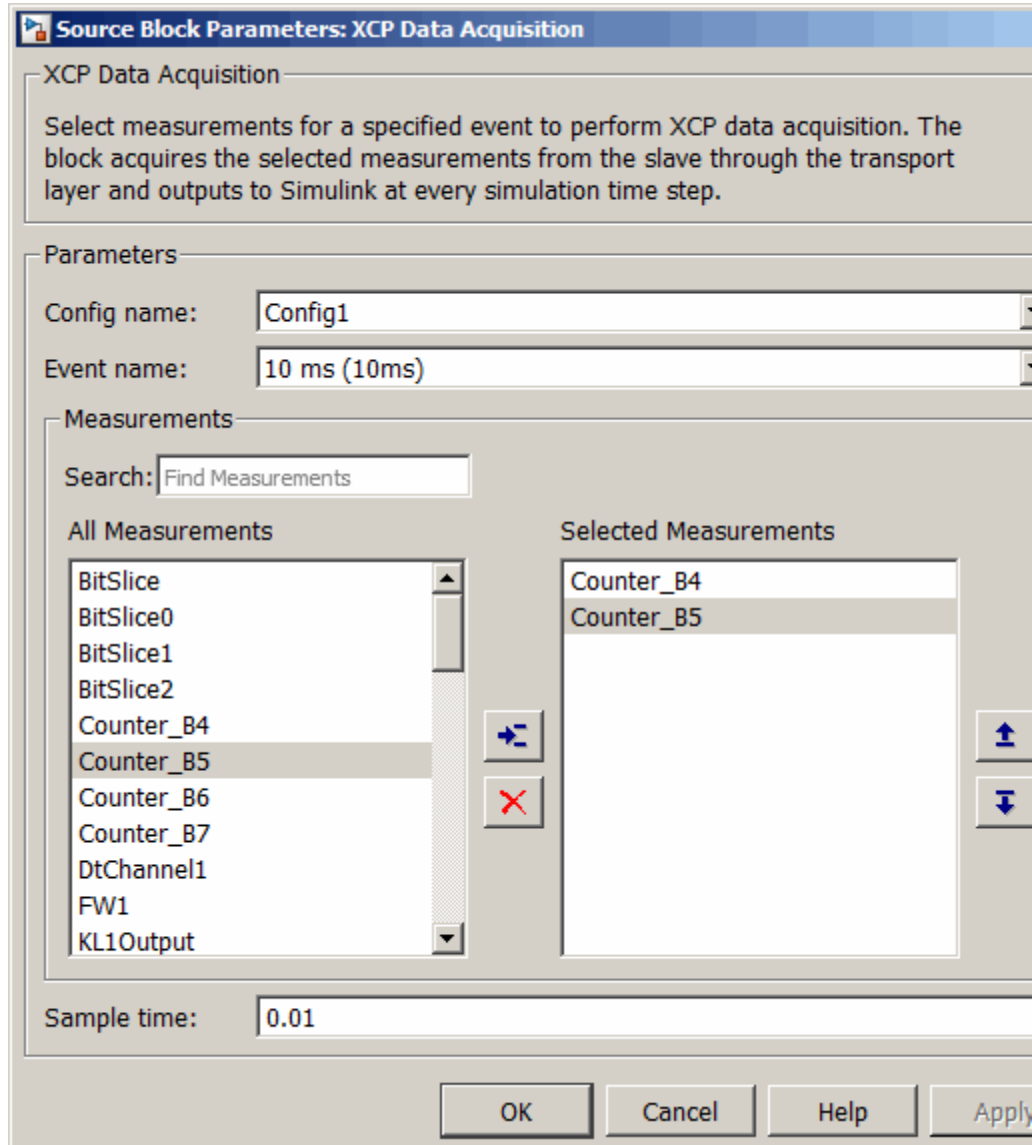 Source Block Parameters: XCP Data Acquisition
XCP Data Acquisition
Select measurements for a specified event to perform XCP data acquisition. The
block acquires the selected measurements from the slave through the transport
layer and outputs to Simulink at every simulation time step.
Parameters
Config name: Config1
Event name: 10 ms (10ms)
Measurements
Search: Find Measurements
All Measurements
BitSlice
BitSlice0
BitSlice1
BitSlice2
Counter_B4
Counter_B5
Counter_B6
Counter_B7
DtChannel1
FW1
KL1Output
Selected Measurements
Counter_B4
Counter_B5
Sample time: 0.01
OK Cancel Help Apply